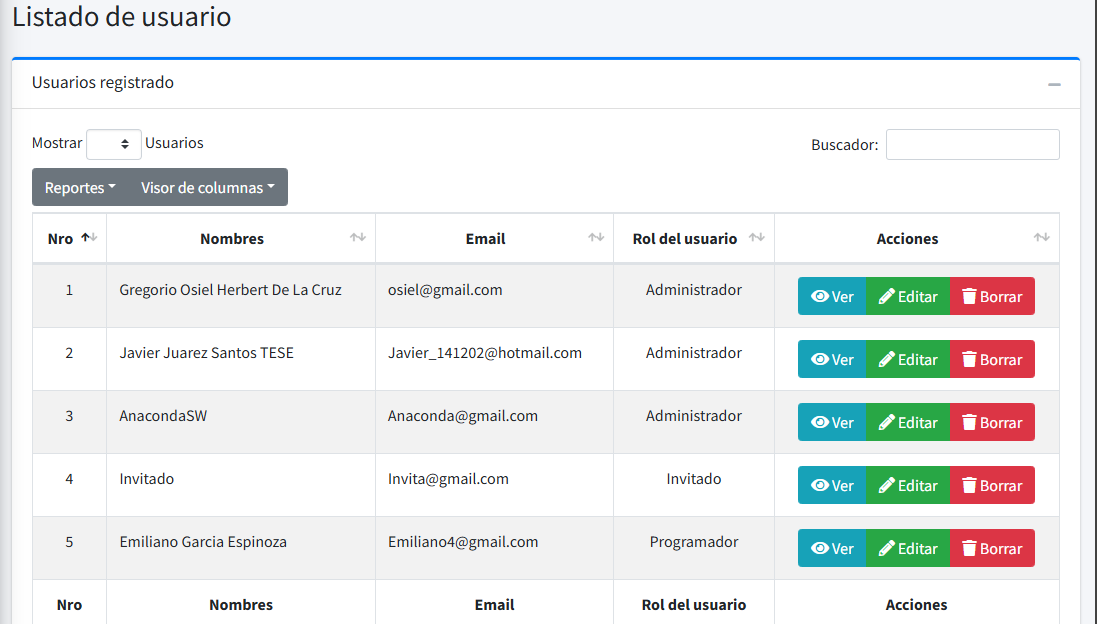 Listado de usuario
Usuarios registrado
Mostrar Usuarios Buscador:
Reportes Visor de columnas
Nro Nombres Email Rol del usuario Acciones
1 Gregorio Osiel Herbert De La Cruz osiel@gmail.com Administrador Ver Editar Borrar
2 Javier Juarez Santos TESE Javier_141202@hotmail.com Administrador Ver Editar Borrar
3 AnacondaSW Anaconda@gmail.com Administrador Ver Editar Borrar
4 Invitado Invita@gmail.com Invitado Ver Editar Borrar
5 Emiliano Garcia Espinoza Emiliano4@gmail.com Programador Ver Editar Borrar
Nro Nombres Email Rol del usuario Acciones